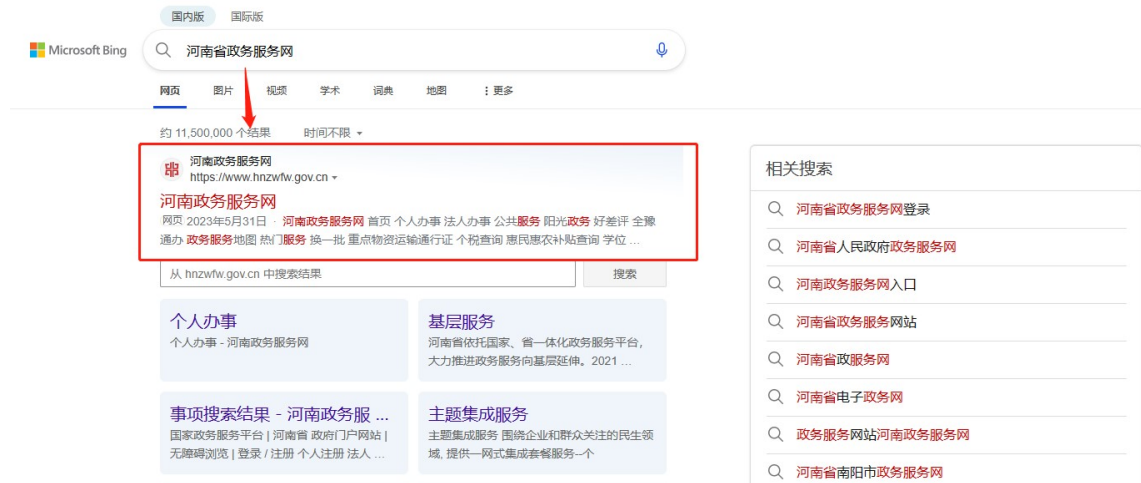 国内版 国际版
Microsoft Bing
河南省政务服务网
网页 图片 视频 学术 词典 地图 ⋮ 更多
约 11,500,000 个结果 时间不限
河南政务服务网
https://www.hnzwfw.gov.cn
河南政务服务网
网页 2023年5月31日 · 河南政务服务网 首页 个人办事 法人办事 公共服务 阳光政务 好差评 全豫
通办 政务服务地图 热门服务 换一批 重点物资运输通行证 个税查询 惠民惠农补贴查询 学位 ...
从 hnzwfw.gov.cn 中搜索结果 搜索
个人办事
个人办事 - 河南政务服务网
基层服务
河南省依托国家、省一体化政务服务平台,
大力推进政务服务向基层延伸。2021 ...
事项搜索结果 - 河南政务服 ...
国家政务服务平台 | 河南省 政府门户网站 |
无障碍浏览 | 登录 / 注册 个人注册 法人 ...
主题集成服务
主题集成服务 围绕企业和群众关注的民生领
域, 提供一网式集成套餐服务--个
相关搜索
河南省政务服务网登录
河南省人民政府政务服务网
河南政务服务网入口
河南省政务服务网站
河南省政服务网
河南省电子政务网
政务服务网站河南政务服务网
河南省南阳市政务服务网